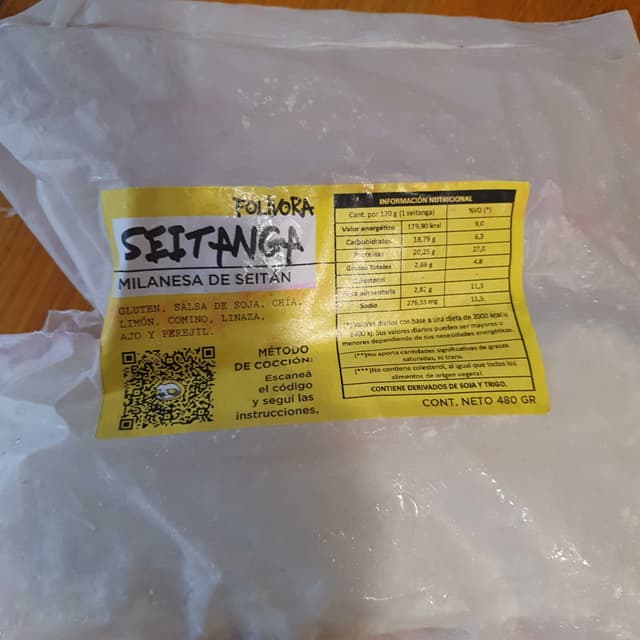 FOLIVORA
SEITANGA
MILANESA DE SEITÁN
GLUTEN, SALSA DE SOJA, CHÍA,
LIMÓN, COMINO, LINAZA,
AJO Y PEREJIL.
MÉTODO
DE COCCIÓN:
Escaneá
el código
y seguí las
instrucciones.
INFORMACIÓN NUTRICIONAL
Cant. por 120 g (1 seitanga) %VD (*)
Valor energético 179,80 kcal 9,0
Carbohidratos 18,79 g 6,3
Proteínas 20,25 g 27,0
Grasas Totales 2,66 g 4,8
Colesterol - -
Fibra alimentaria 2,82 g 11,3
Sodio 276,55 mg 11,5
(*)Valores diarios con base a una dieta de 2000 kcal u
8400 kj. Sus valores diarios pueden ser mayores o
menores dependiendo de sus necesidades energéticas.
(**)No aporta cantidades significativas de grasas
saturadas, ni trans.
(***)No contiene colesterol, al igual que todos los
alimentos de origen vegetal.
CONTIENE DERIVADOS DE SOJA Y TRIGO.
CONT. NETO 480 GR